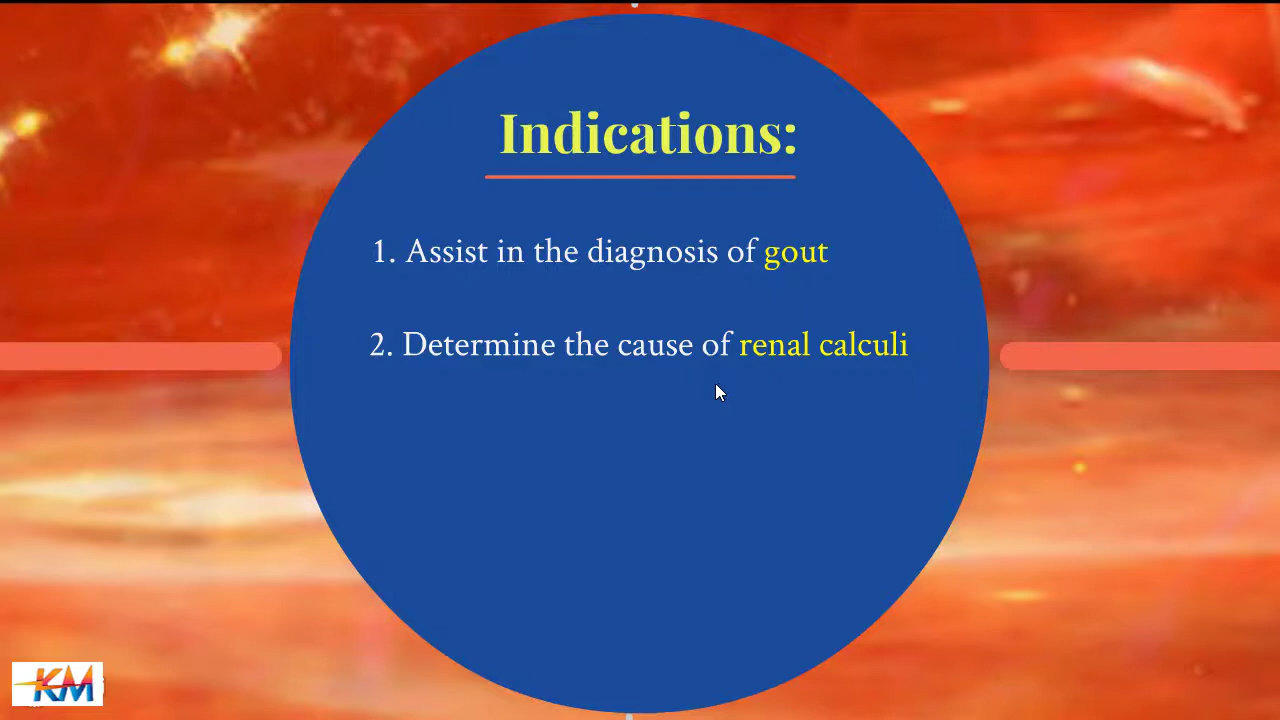 Indications:
1. Assist in the diagnosis of gout
2. Determine the cause of renal calculi
KM